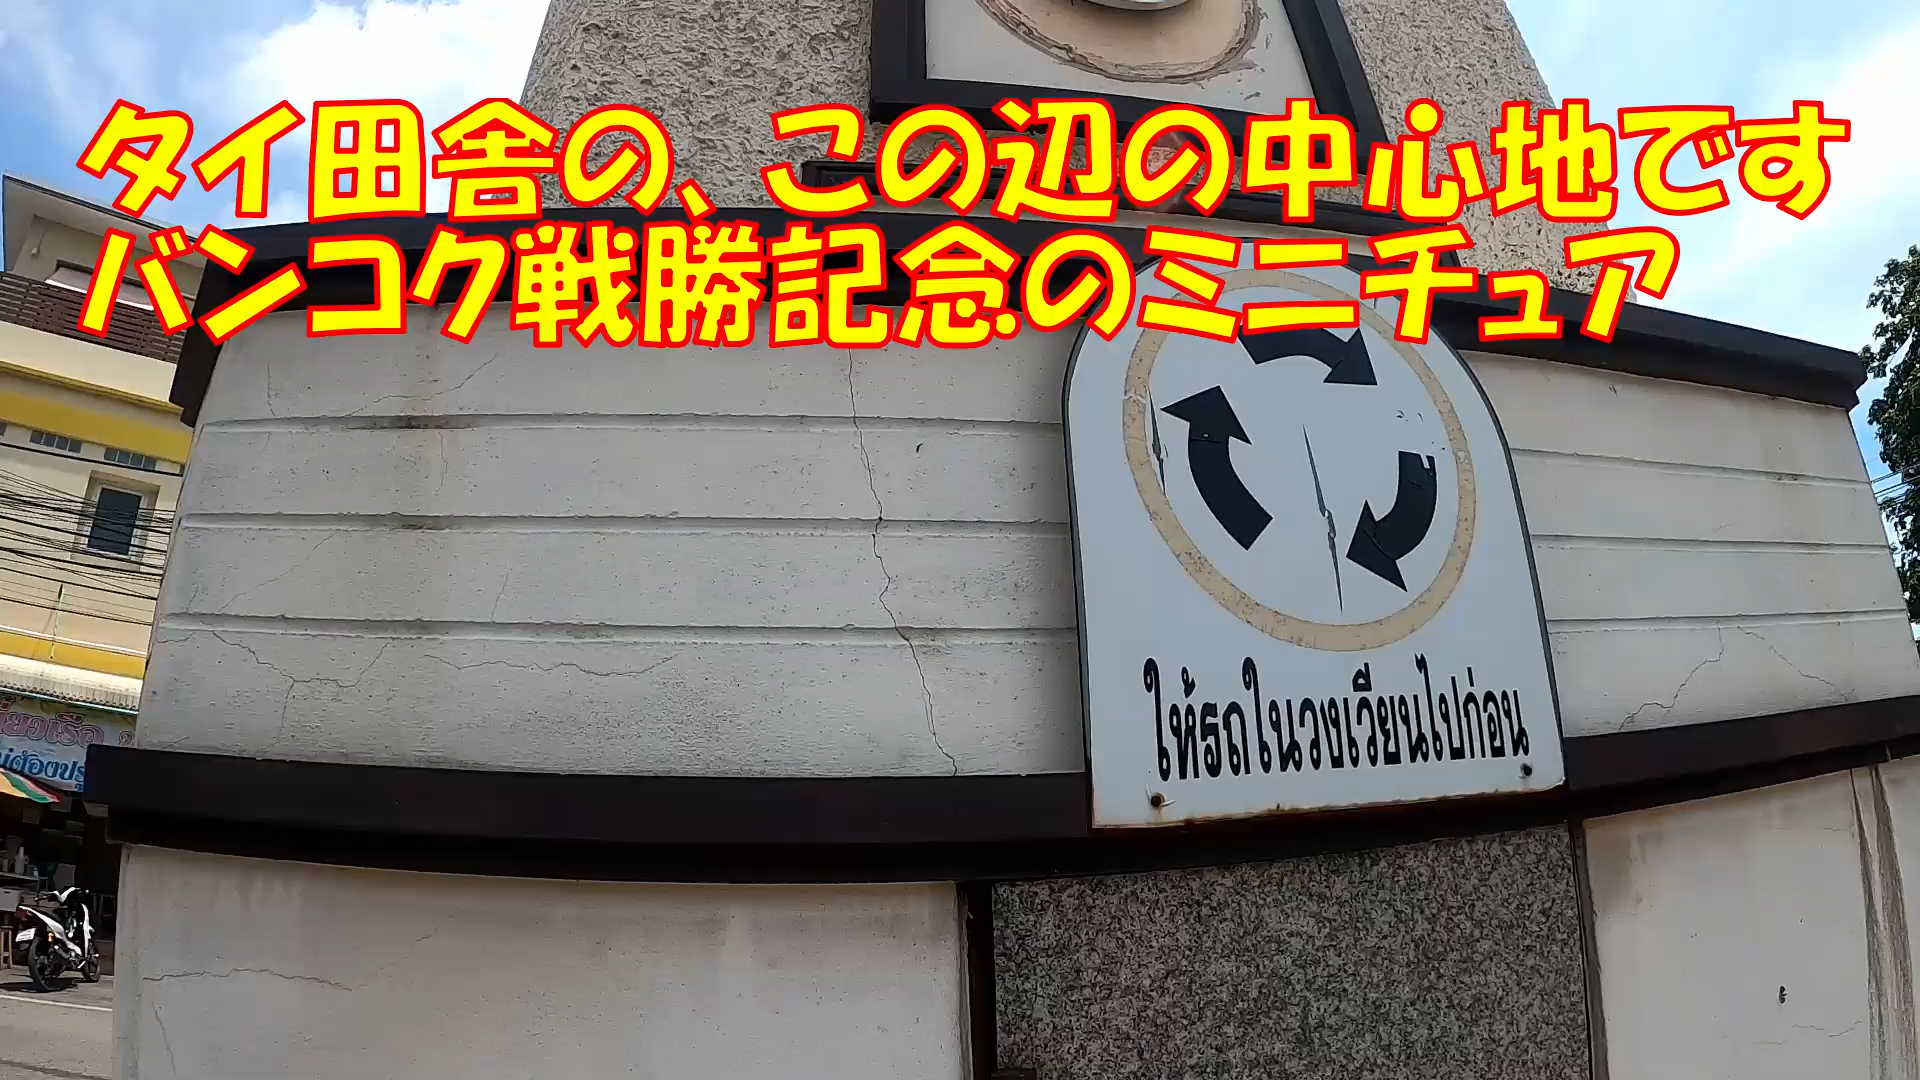 タイ田舎の、この辺の中心地です
バンコク戦勝記念のミニチュア
ให้รถในวงเวียนไปก่อน